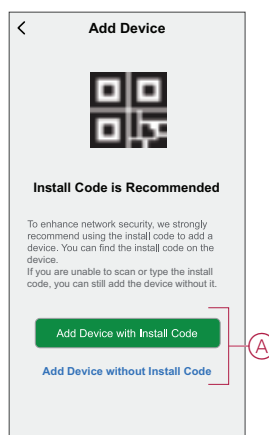 Add Device
Install Code is Recommended
To enhance network security, we strongly
recommend using the install code to add a
device. You can find the install code on the
device.
If you are unable to scan or type the install
code, you can still add the device without it.
Add Device with Install Code
A
Add Device without Install Code